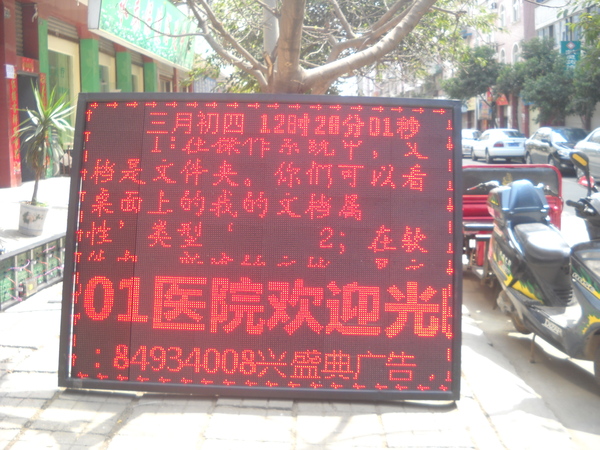 三月初四 12时28分01秒
1:在操作系统中,文
档是文件夹。你们可以看
桌面上的我的文档属
性’类型‘ 2;在软
01医院欢迎光
:84934008兴盛典广告,